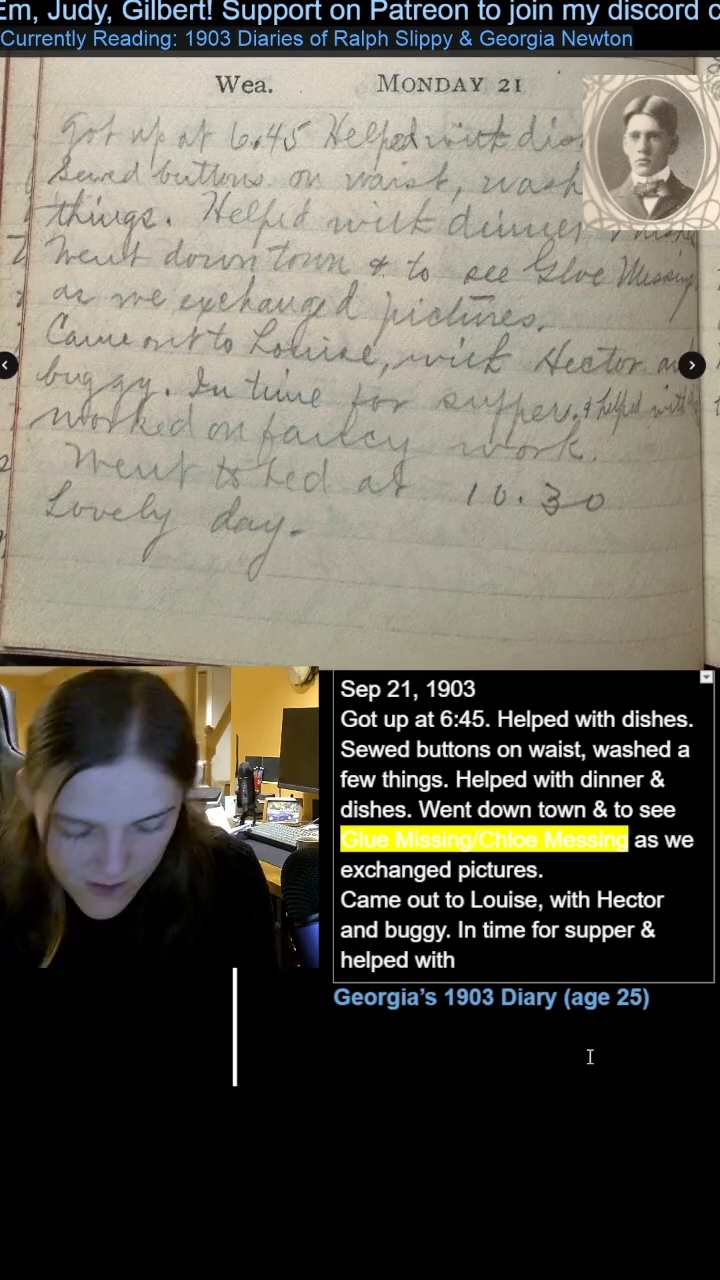 Em, Judy, Gilbert! Support on Patreon to join my discord
Currently Reading: 1903 Diaries of Ralph Slippy & Georgia Newton
Wea. MONDAY 21
Got up at 6.45 Helped with dis
Sewed buttons on waist, wash
things. Helped with dinner
Went down town & to see Missing
as we exchanged pictures.
Came out to Louise, with Hector and
buggy. In time for supper. & helped with
Worked on fancy work.
Went to bed at 10.30
Lovely day.
Sep 21, 1903
Got up at 6:45. Helped with dishes.
Sewed buttons on waist, washed a
few things. Helped with dinner &
dishes. Went down town & to see
Glue Missing/Chloe Messing as we
exchanged pictures.
Came out to Louise, with Hector
and buggy. In time for supper &
helped with
Georgia’s 1903 Diary (age 25)